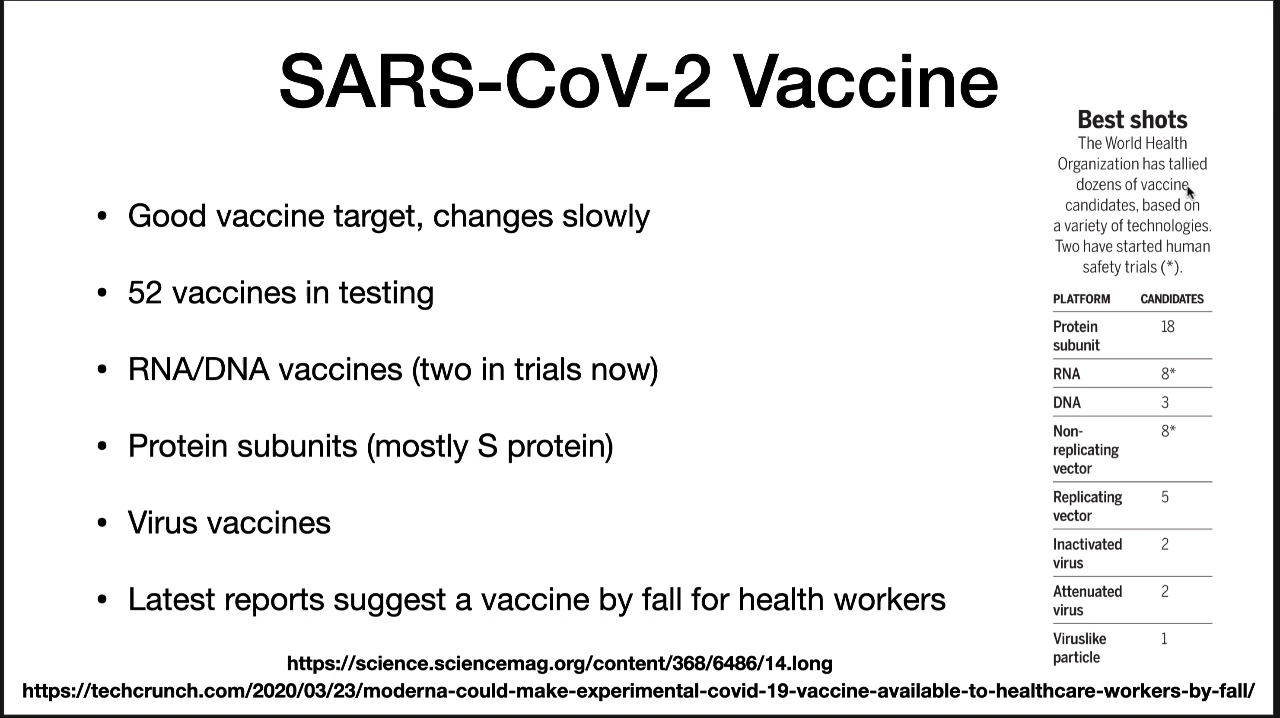 SARS-CoV-2 Vaccine
• Good vaccine target, changes slowly
• 52 vaccines in testing
• RNA/DNA vaccines (two in trials now)
• Protein subunits (mostly S protein)
• Virus vaccines
• Latest reports suggest a vaccine by fall for health workers
Best shots
The World Health
Organization has tallied
dozens of vaccine
candidates, based on
a variety of technologies.
Two have started human
safety trials (*).
PLATFORM CANDIDATES
Protein 18
subunit
RNA 8*
DNA 3
Non- 8*
replicating
vector
Replicating 5
vector
Inactivated 2
virus
Attenuated 2
virus
Viruslike 1
particle
https://science.sciencemag.org/content/368/6486/14.long
https://techcrunch.com/2020/03/23/moderna-could-make-experimental-covid-19-vaccine-available-to-healthcare-workers-by-fall/